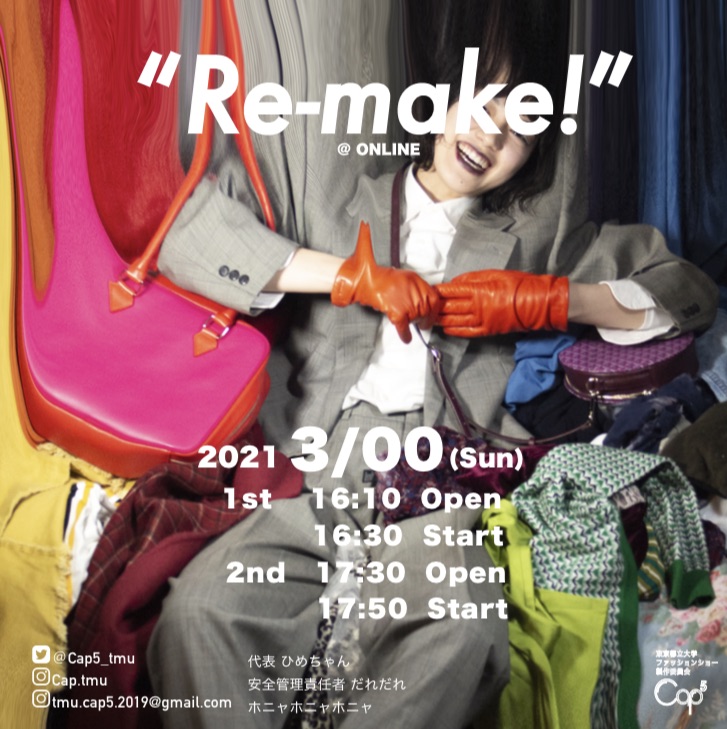 “Re-make!”
@ ONLINE
2021 3/00 (Sun)
1st 16:10 Open
16:30 Start
2nd 17:30 Open
17:50 Start
@Cap5_tmu
Cap.tmu
tmu.cap5.2019@gmail.com
代表 ひめちゃん
安全管理責任者 だれだれ
ホニャホニャホニャ
東京都立大学
ファッションショー
製作委員会
Cap5